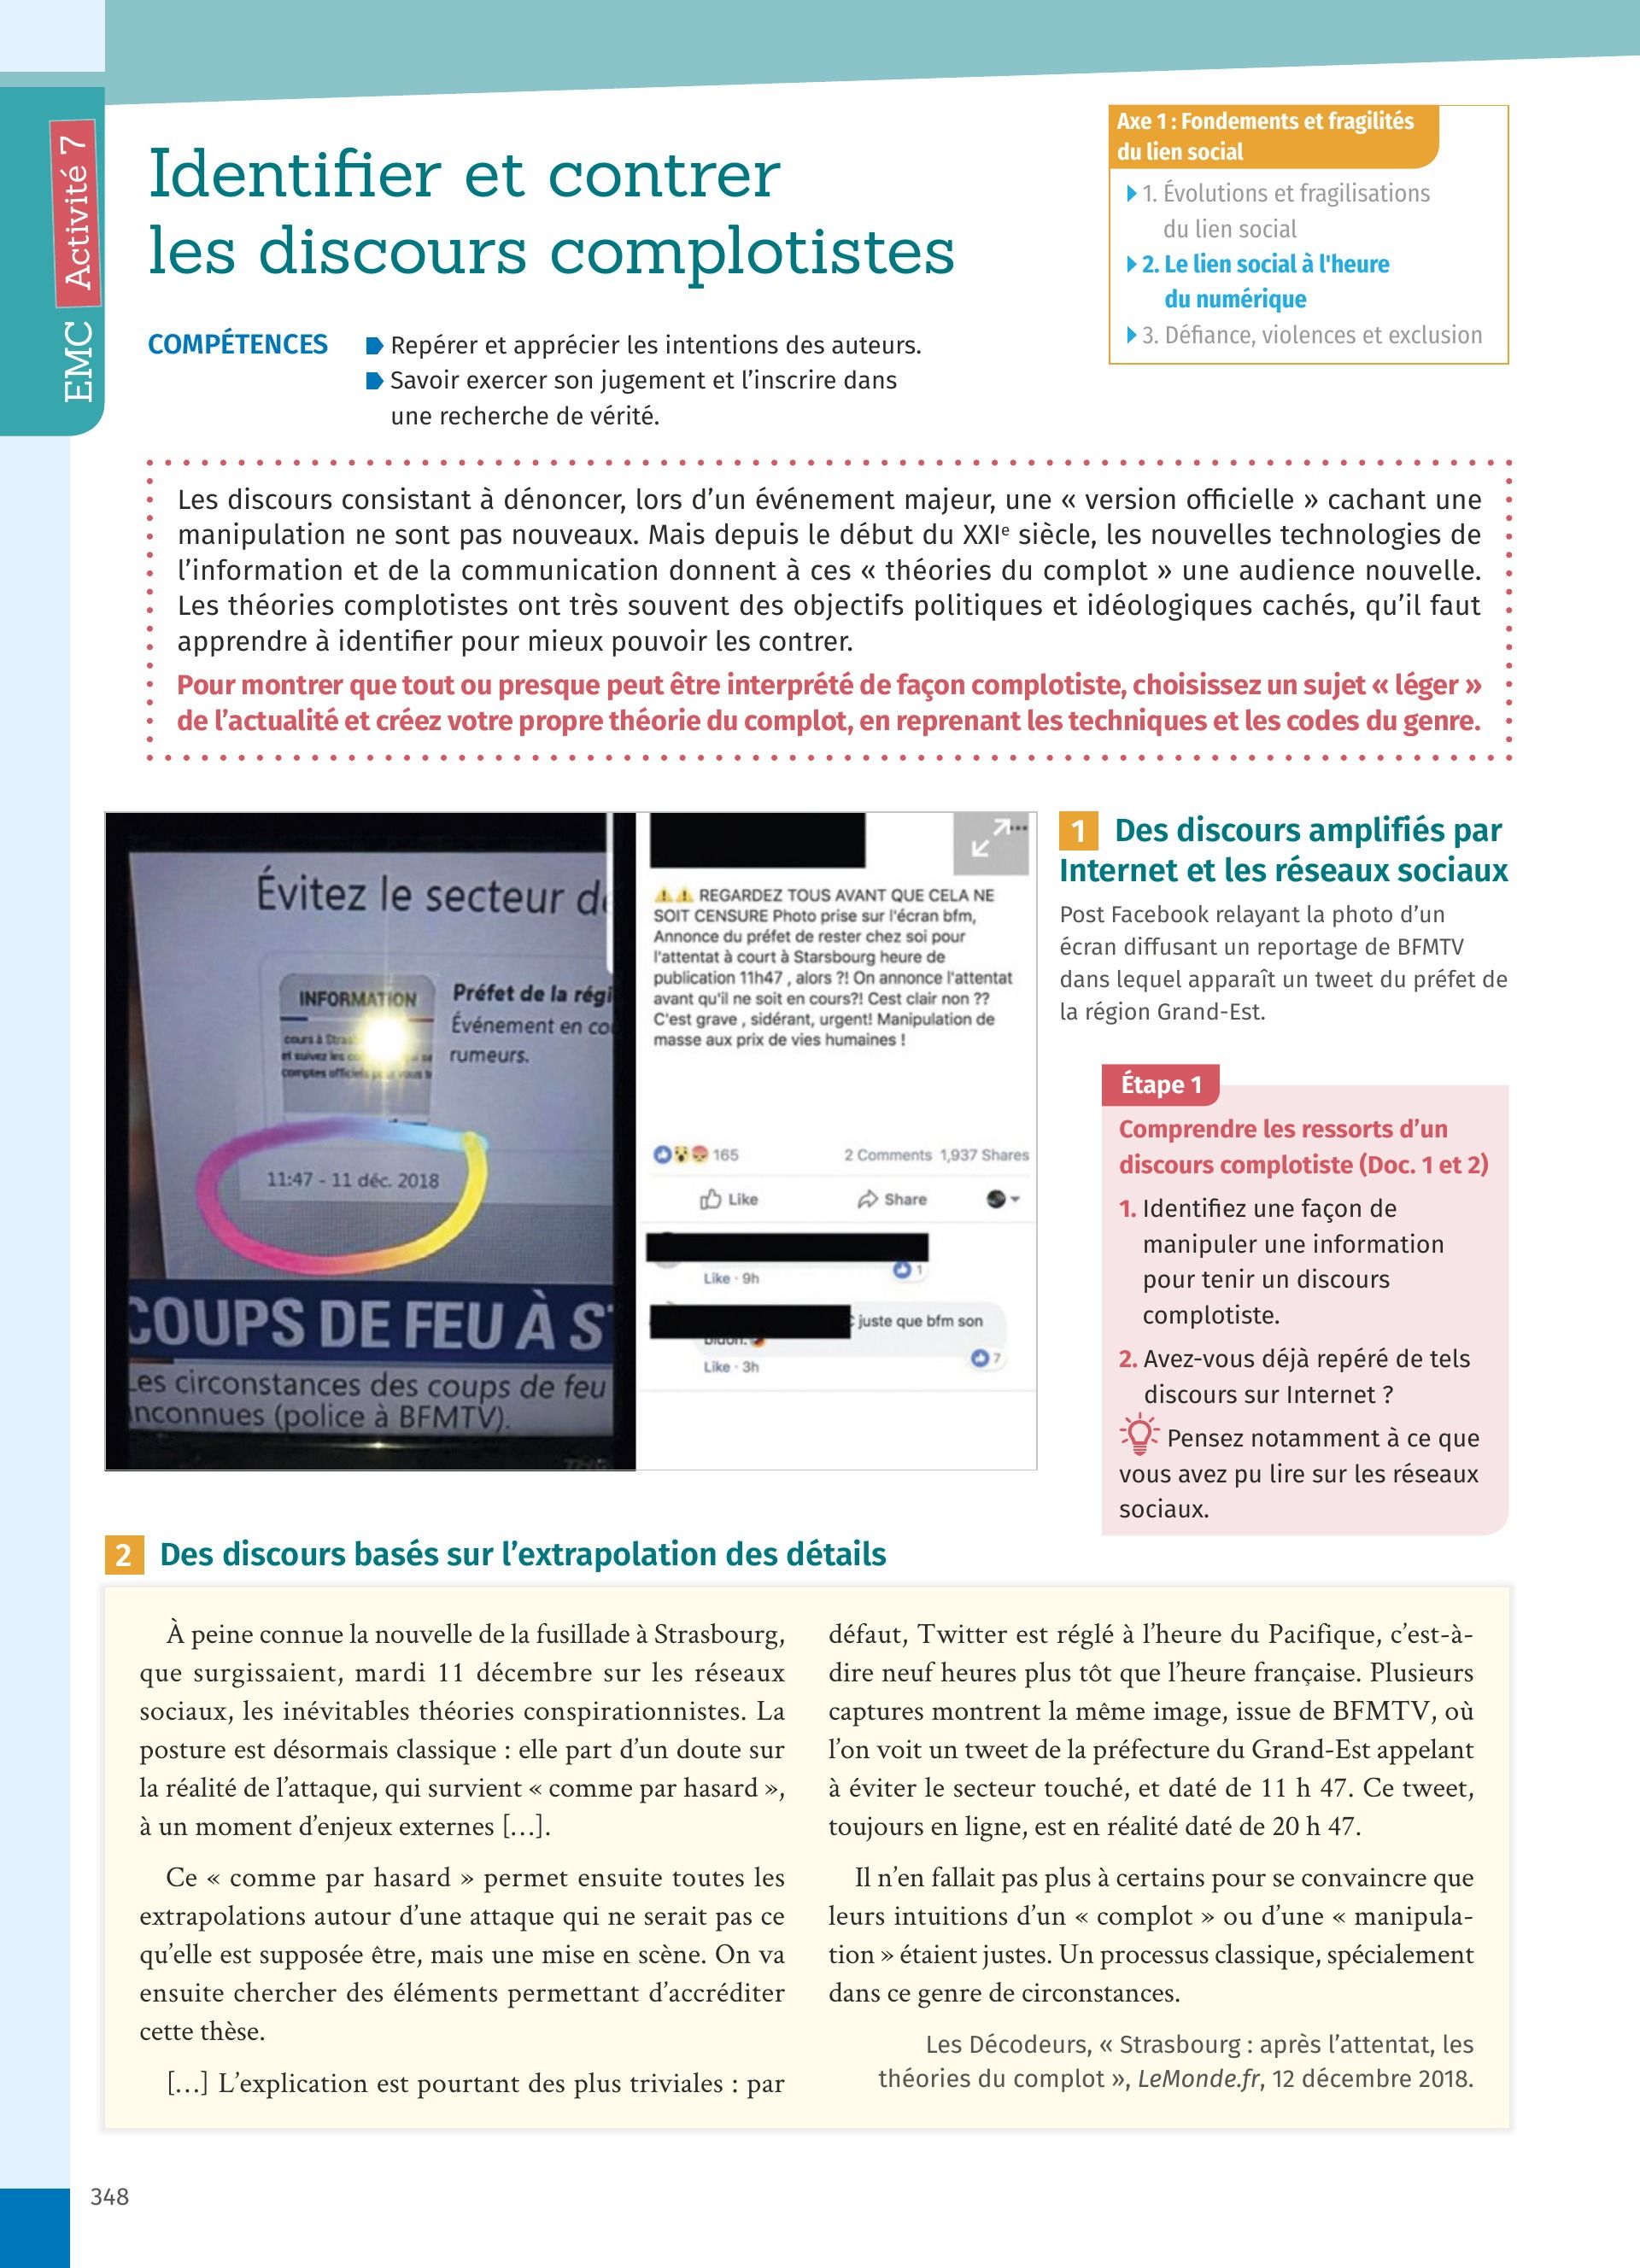 EMC Activité 7
Identifier et contrer
les discours complotistes
Axe 1 : Fondements et fragilités
du lien social
1. Évolutions et fragilisations
du lien social
2. Le lien social à l'heure
du numérique
3. Défiance, violences et exclusion
COMPÉTENCES
Repérer et apprécier les intentions des auteurs.
Savoir exercer son jugement et l’inscrire dans
une recherche de vérité.
Les discours consistant à dénoncer, lors d’un événement majeur, une « version officielle » cachant une
manipulation ne sont pas nouveaux. Mais depuis le début du XXIe siècle, les nouvelles technologies de
l’information et de la communication donnent à ces « théories du complot » une audience nouvelle.
Les théories complotistes ont très souvent des objectifs politiques et idéologiques cachés, qu’il faut
apprendre à identifier pour mieux pouvoir les contrer.
Pour montrer que tout ou presque peut être interprété de façon complotiste, choisissez un sujet « léger »
de l’actualité et créez votre propre théorie du complot, en reprenant les techniques et les codes du genre.
Évitez le secteur d
INFORMATION
cours à
et suivez les
comptes officiels
Préfet de la régi
Événement en co
rumeurs.
11:47 - 11 déc. 2018
COUPS DE FEU À S
Les circonstances des coups de feu
inconnues (police à BFMTV).
REGARDEZ TOUS AVANT QUE CELA NE
SOIT CENSURE Photo prise sur l'écran bfm,
Annonce du préfet de rester chez soi pour
l'attentat à court à Starsbourg heure de
publication 11h47 , alors ?! On annonce l'attentat
avant qu'il ne soit en cours?! Cest clair non ??
C'est grave , sidérant, urgent! Manipulation de
masse aux prix de vies humaines !
165 2 Comments 1,937 Shares
Like Share
Like · 9h 1
juste que bfm son
Like · 3h 7
1 Des discours amplifiés par
Internet et les réseaux sociaux
Post Facebook relayant la photo d’un
écran diffusant un reportage de BFMTV
dans lequel apparaît un tweet du préfet de
la région Grand-Est.
Étape 1
Comprendre les ressorts d’un
discours complotiste (Doc. 1 et 2)
1. Identifiez une façon de
manipuler une information
pour tenir un discours
complotiste.
2. Avez-vous déjà repéré de tels
discours sur Internet ?
Pensez notamment à ce que
vous avez pu lire sur les réseaux
sociaux.
2 Des discours basés sur l’extrapolation des détails
À peine connue la nouvelle de la fusillade à Strasbourg,
que surgissaient, mardi 11 décembre sur les réseaux
sociaux, les inévitables théories conspirationnistes. La
posture est désormais classique : elle part d’un doute sur
la réalité de l’attaque, qui survient « comme par hasard »,
à un moment d’enjeux externes […].
Ce « comme par hasard » permet ensuite toutes les
extrapolations autour d’une attaque qui ne serait pas ce
qu’elle est supposée être, mais une mise en scène. On va
ensuite chercher des éléments permettant d’accréditer
cette thèse.
[…] L’explication est pourtant des plus triviales : par
défaut, Twitter est réglé à l’heure du Pacifique, c’est-à-
dire neuf heures plus tôt que l’heure française. Plusieurs
captures montrent la même image, issue de BFMTV, où
l’on voit un tweet de la préfecture du Grand-Est appelant
à éviter le secteur touché, et daté de 11 h 47. Ce tweet,
toujours en ligne, est en réalité daté de 20 h 47.
Il n’en fallait pas plus à certains pour se convaincre que
leurs intuitions d’un « complot » ou d’une « manipula-
tion » étaient justes. Un processus classique, spécialement
dans ce genre de circonstances.
Les Décodeurs, « Strasbourg : après l’attentat, les
théories du complot », LeMonde.fr, 12 décembre 2018.
348